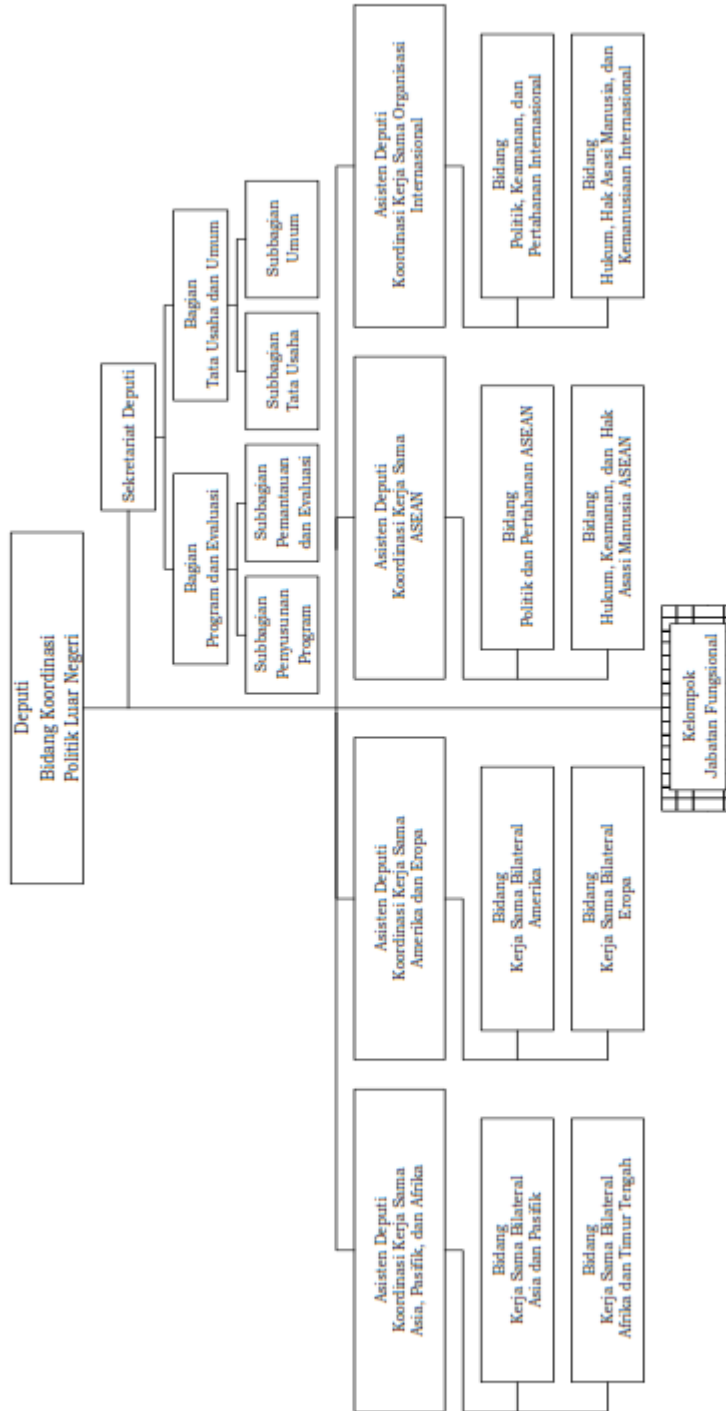 Deputi
Bidang Koordinasi
Politik Luar Negeri
Sekretariat Deputi
Bagian
Program dan Evaluasi
Bagian
Tata Usaha dan Umum
Subbagian
Penyusunan
Program
Subbagian
Pemantauan
dan Evaluasi
Subbagian
Tata Usaha
Subbagian
Umum
Asisten Deputi
Koordinasi Kerja Sama
Asia, Pasifik, dan Afrika
Asisten Deputi
Koordinasi Kerja Sama
Amerika dan Eropa
Asisten Deputi
Koordinasi Kerja Sama
ASEAN
Asisten Deputi
Koordinasi Kerja Sama Organisasi
Internasional
Bidang
Kerja Sama Bilateral
Asia dan Pasifik
Bidang
Kerja Sama Bilateral
Amerika
Bidang
Politik dan Pertahanan ASEAN
Bidang
Politik, Keamanan, dan
Pertahanan Internasional
Bidang
Kerja Sama Bilateral
Afrika dan Timur Tengah
Bidang
Kerja Sama Bilateral
Eropa
Bidang
Hukum, Keamanan, dan Hak
Asasi Manusia ASEAN
Bidang
Hukum, Hak Asasi Manusia, dan
Kemanusiaan Internasional
Kelompok
Jabatan Fungsional